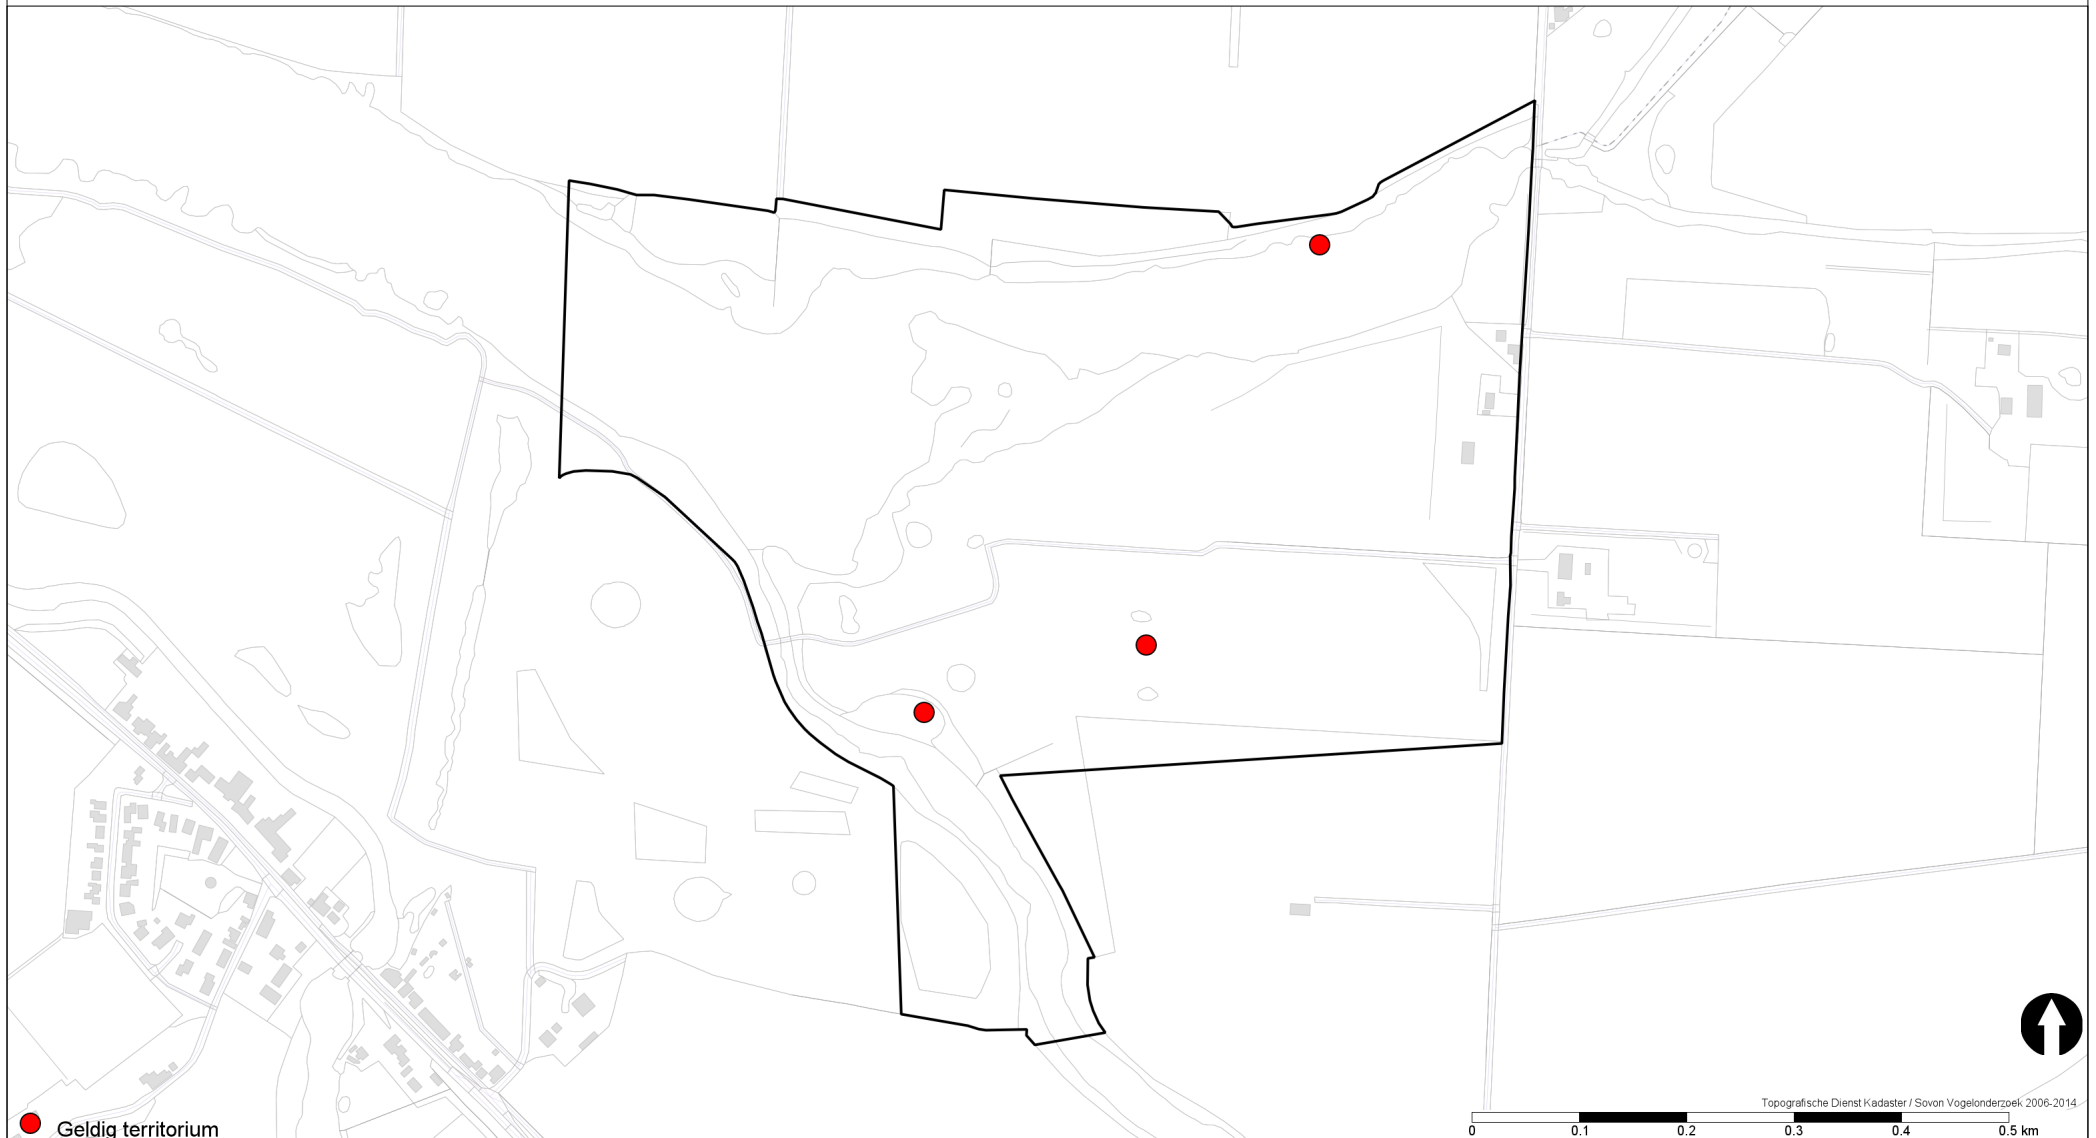 Topografische Dienst Kadaster / Sovon Vogelonderzoek 2006-2014
Geldig territorium
0 0.1 0.2 0.3 0.4 0.5 km